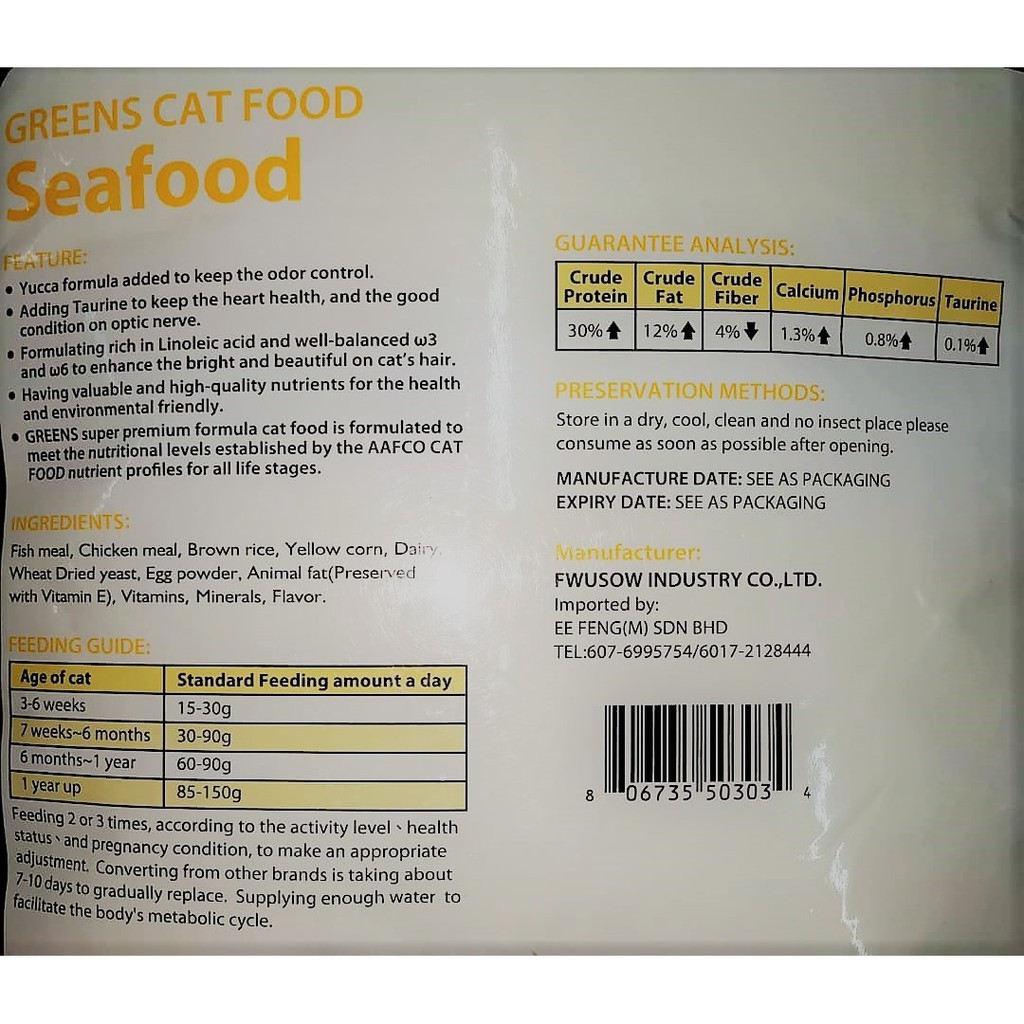 GREENS CAT FOOD
Seafood
FEATURE:
• Yucca formula added to keep the odor control.
• Adding Taurine to keep the heart health, and the good
condition on optic nerve.
• Formulating rich in Linoleic acid and well-balanced ω3
and ω6 to enhance the bright and beautiful on cat's hair.
• Having valuable and high-quality nutrients for the health
and environmental friendly.
• GREENS super premium formula cat food is formulated to
meet the nutritional levels established by the AAFCO CAT
FOOD nutrient profiles for all life stages.
INGREDIENTS:
Fish meal, Chicken meal, Brown rice, Yellow corn, Dairy,
Wheat Dried yeast, Egg powder, Animal fat(Preserved
with Vitamin E), Vitamins, Minerals, Flavor.
FEEDING GUIDE:
Age of cat Standard Feeding amount a day
3-6 weeks 15-30g
7 weeks~6 months 30-90g
6 months~1 year 60-90g
1 year up 85-150g
Feeding 2 or 3 times, according to the activity level、health
status、and pregnancy condition, to make an appropriate
adjustment. Converting from other brands is taking about
7-10 days to gradually replace. Supplying enough water to
facilitate the body's metabolic cycle.
GUARANTEE ANALYSIS:
Crude Protein Crude Fat Crude Fiber Calcium Phosphorus Taurine
30%⬆ 12%⬆ 4%⬇ 1.3%⬆ 0.8%⬆ 0.1%⬆
PRESERVATION METHODS:
Store in a dry, cool, clean and no insect place please
consume as soon as possible after opening.
MANUFACTURE DATE: SEE AS PACKAGING
EXPIRY DATE: SEE AS PACKAGING
Manufacturer:
FWUSOW INDUSTRY CO.,LTD.
Imported by:
EE FENG(M) SDN BHD
TEL:607-6995754/6017-2128444
8 06735 50303 4